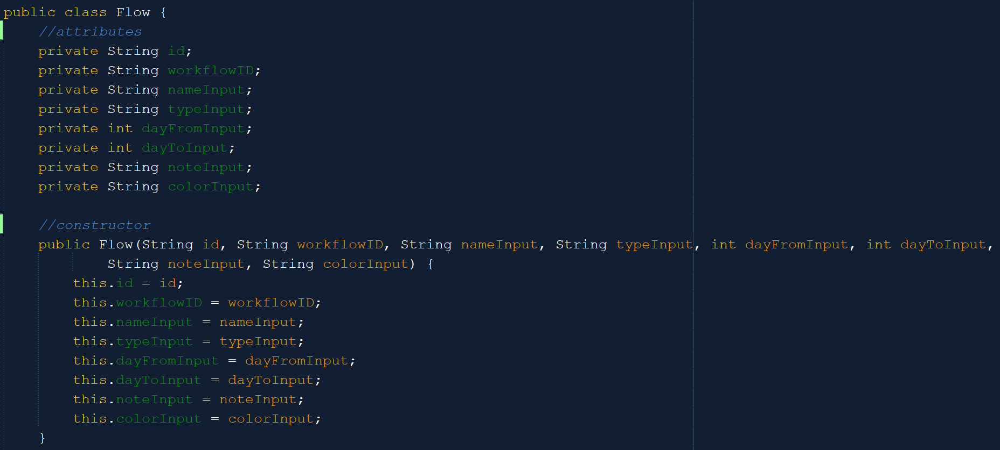 public class Flow {
    //attributes
    private String id;
    private String workflowID;
    private String nameInput;
    private String typeInput;
    private int dayFromInput;
    private int dayToInput;
    private String noteInput;
    private String colorInput;

    //constructor
    public Flow(String id, String workflowID, String nameInput, String typeInput, int dayFromInput, int dayToInput,
            String noteInput, String colorInput) {
        this.id = id;
        this.workflowID = workflowID;
        this.nameInput = nameInput;
        this.typeInput = typeInput;
        this.dayFromInput = dayFromInput;
        this.dayToInput = dayToInput;
        this.noteInput = noteInput;
        this.colorInput = colorInput;
    }